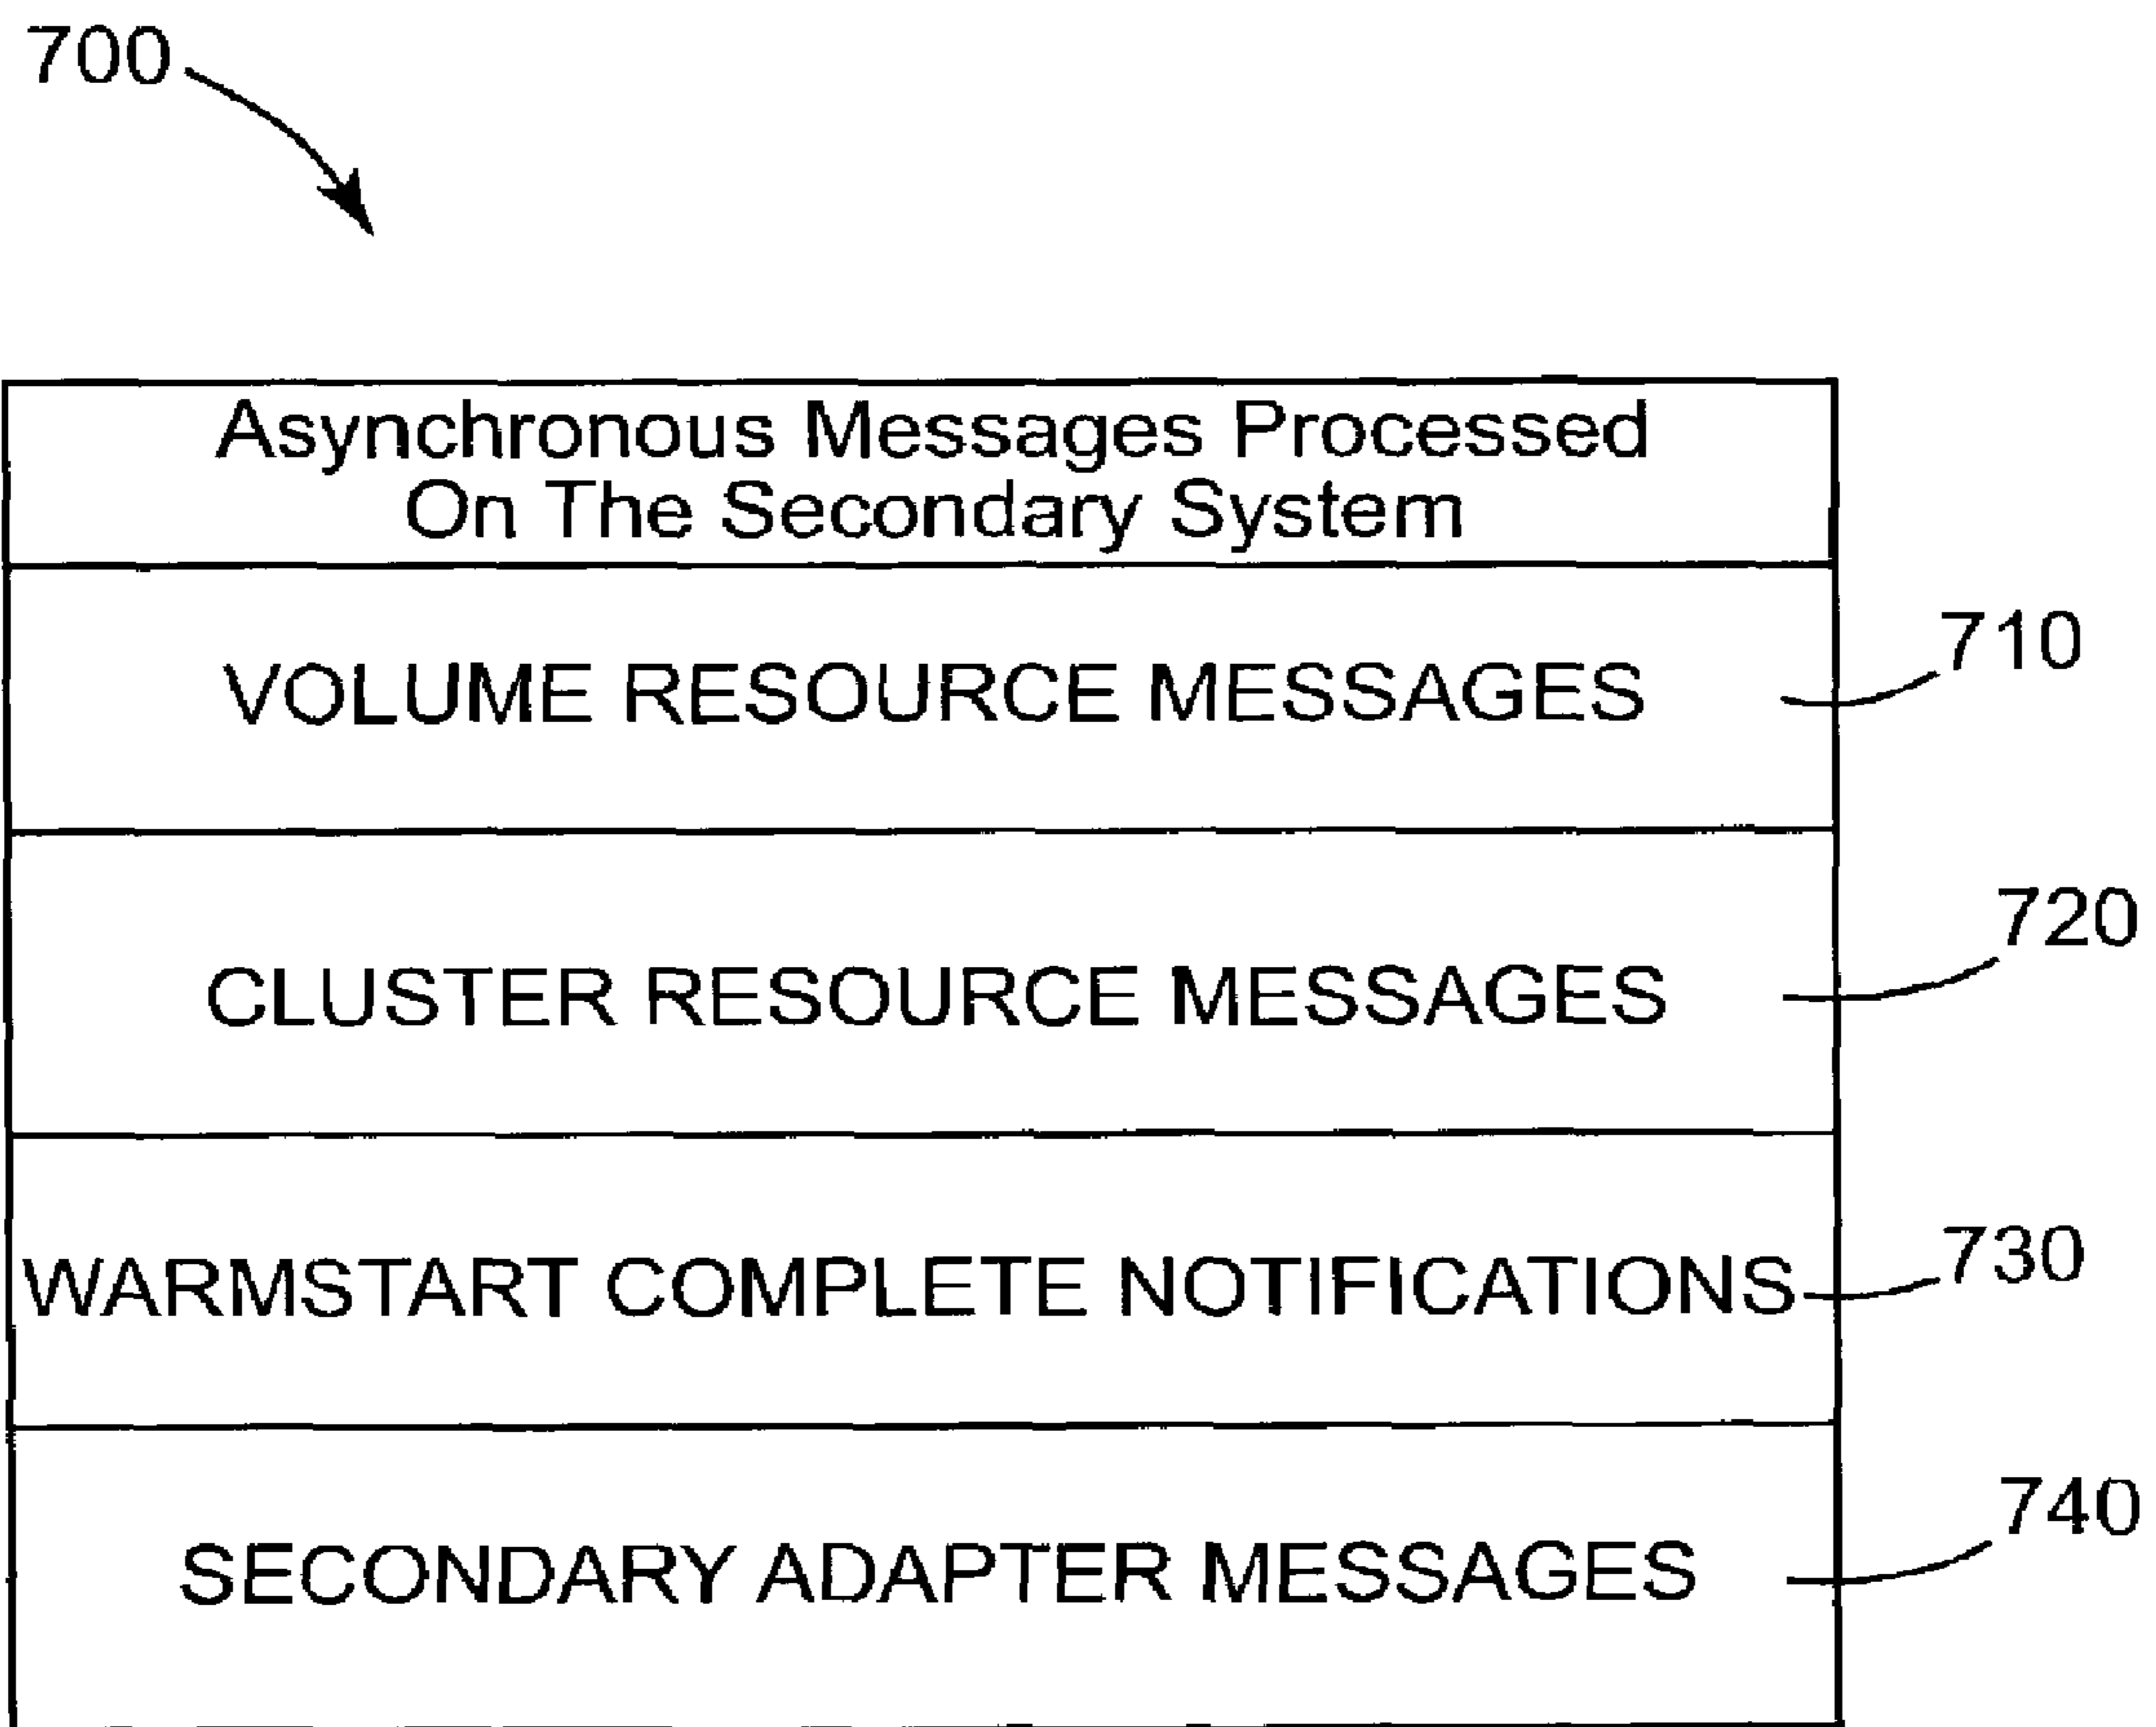 700
Asynchronous Messages Processed
On The Secondary System
VOLUME RESOURCE MESSAGES
710
CLUSTER RESOURCE MESSAGES
720
WARMSTART COMPLETE NOTIFICATIONS
730
SECONDARY ADAPTER MESSAGES
740